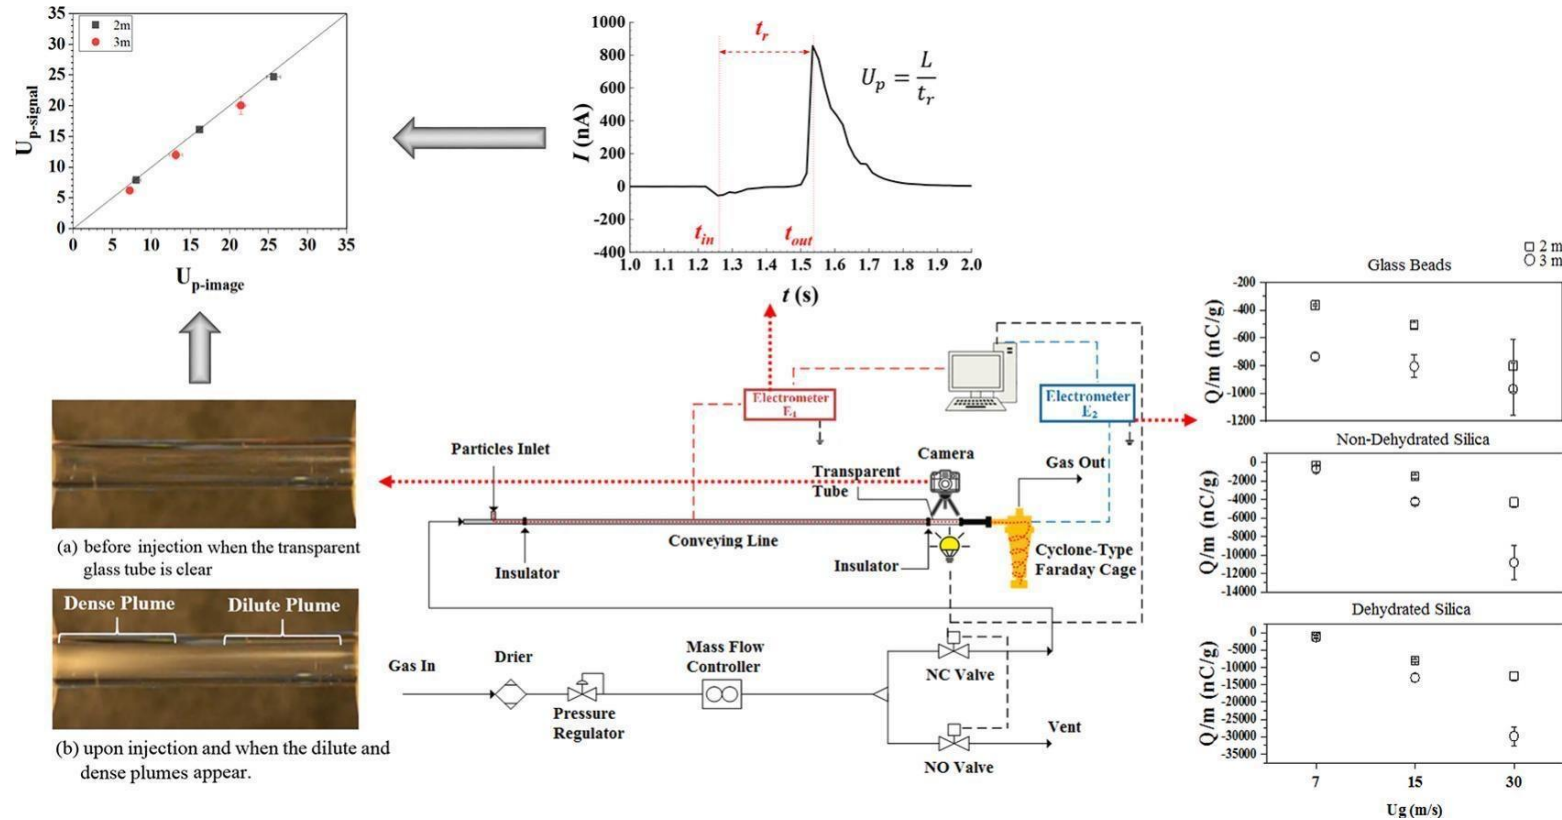 35
30
25
20
15
10
5
0
2m
3m
U_p-signal
0 5 10 15 20 25 30 35
U_p-image
1000
800
600
400
200
0
-200
-400
I (nA)
t_r
U_p = L / t_r
t_in
t_out
1.0 1.1 1.2 1.3 1.4 1.5 1.6 1.7 1.8 1.9 2.0
t (s)
(a) before injection when the transparent
glass tube is clear
Dense Plume Dilute Plume
(b) upon injection and when the dilute and
dense plumes appear.
Electrometer
E₁
Electrometer
E₂
Particles Inlet
Transparent
Tube
Camera
Gas Out
Conveying Line
Insulator
Insulator
Cyclone-Type
Faraday Cage
Gas In
Drier
Pressure
Regulator
Mass Flow
Controller
NC Valve
NO Valve
Vent
2 m
3 m
Glass Beads
Q/m (nC/g)
-200
-400
-600
-800
-1000
-1200
Non-Dehydrated Silica
Q/m (nC/g)
0
-2000
-4000
-6000
-8000
-10000
-12000
-14000
Dehydrated Silica
Q/m (nC/g)
0
-5000
-10000
-15000
-20000
-25000
-30000
-35000
7 15 30
Ug (m/s)